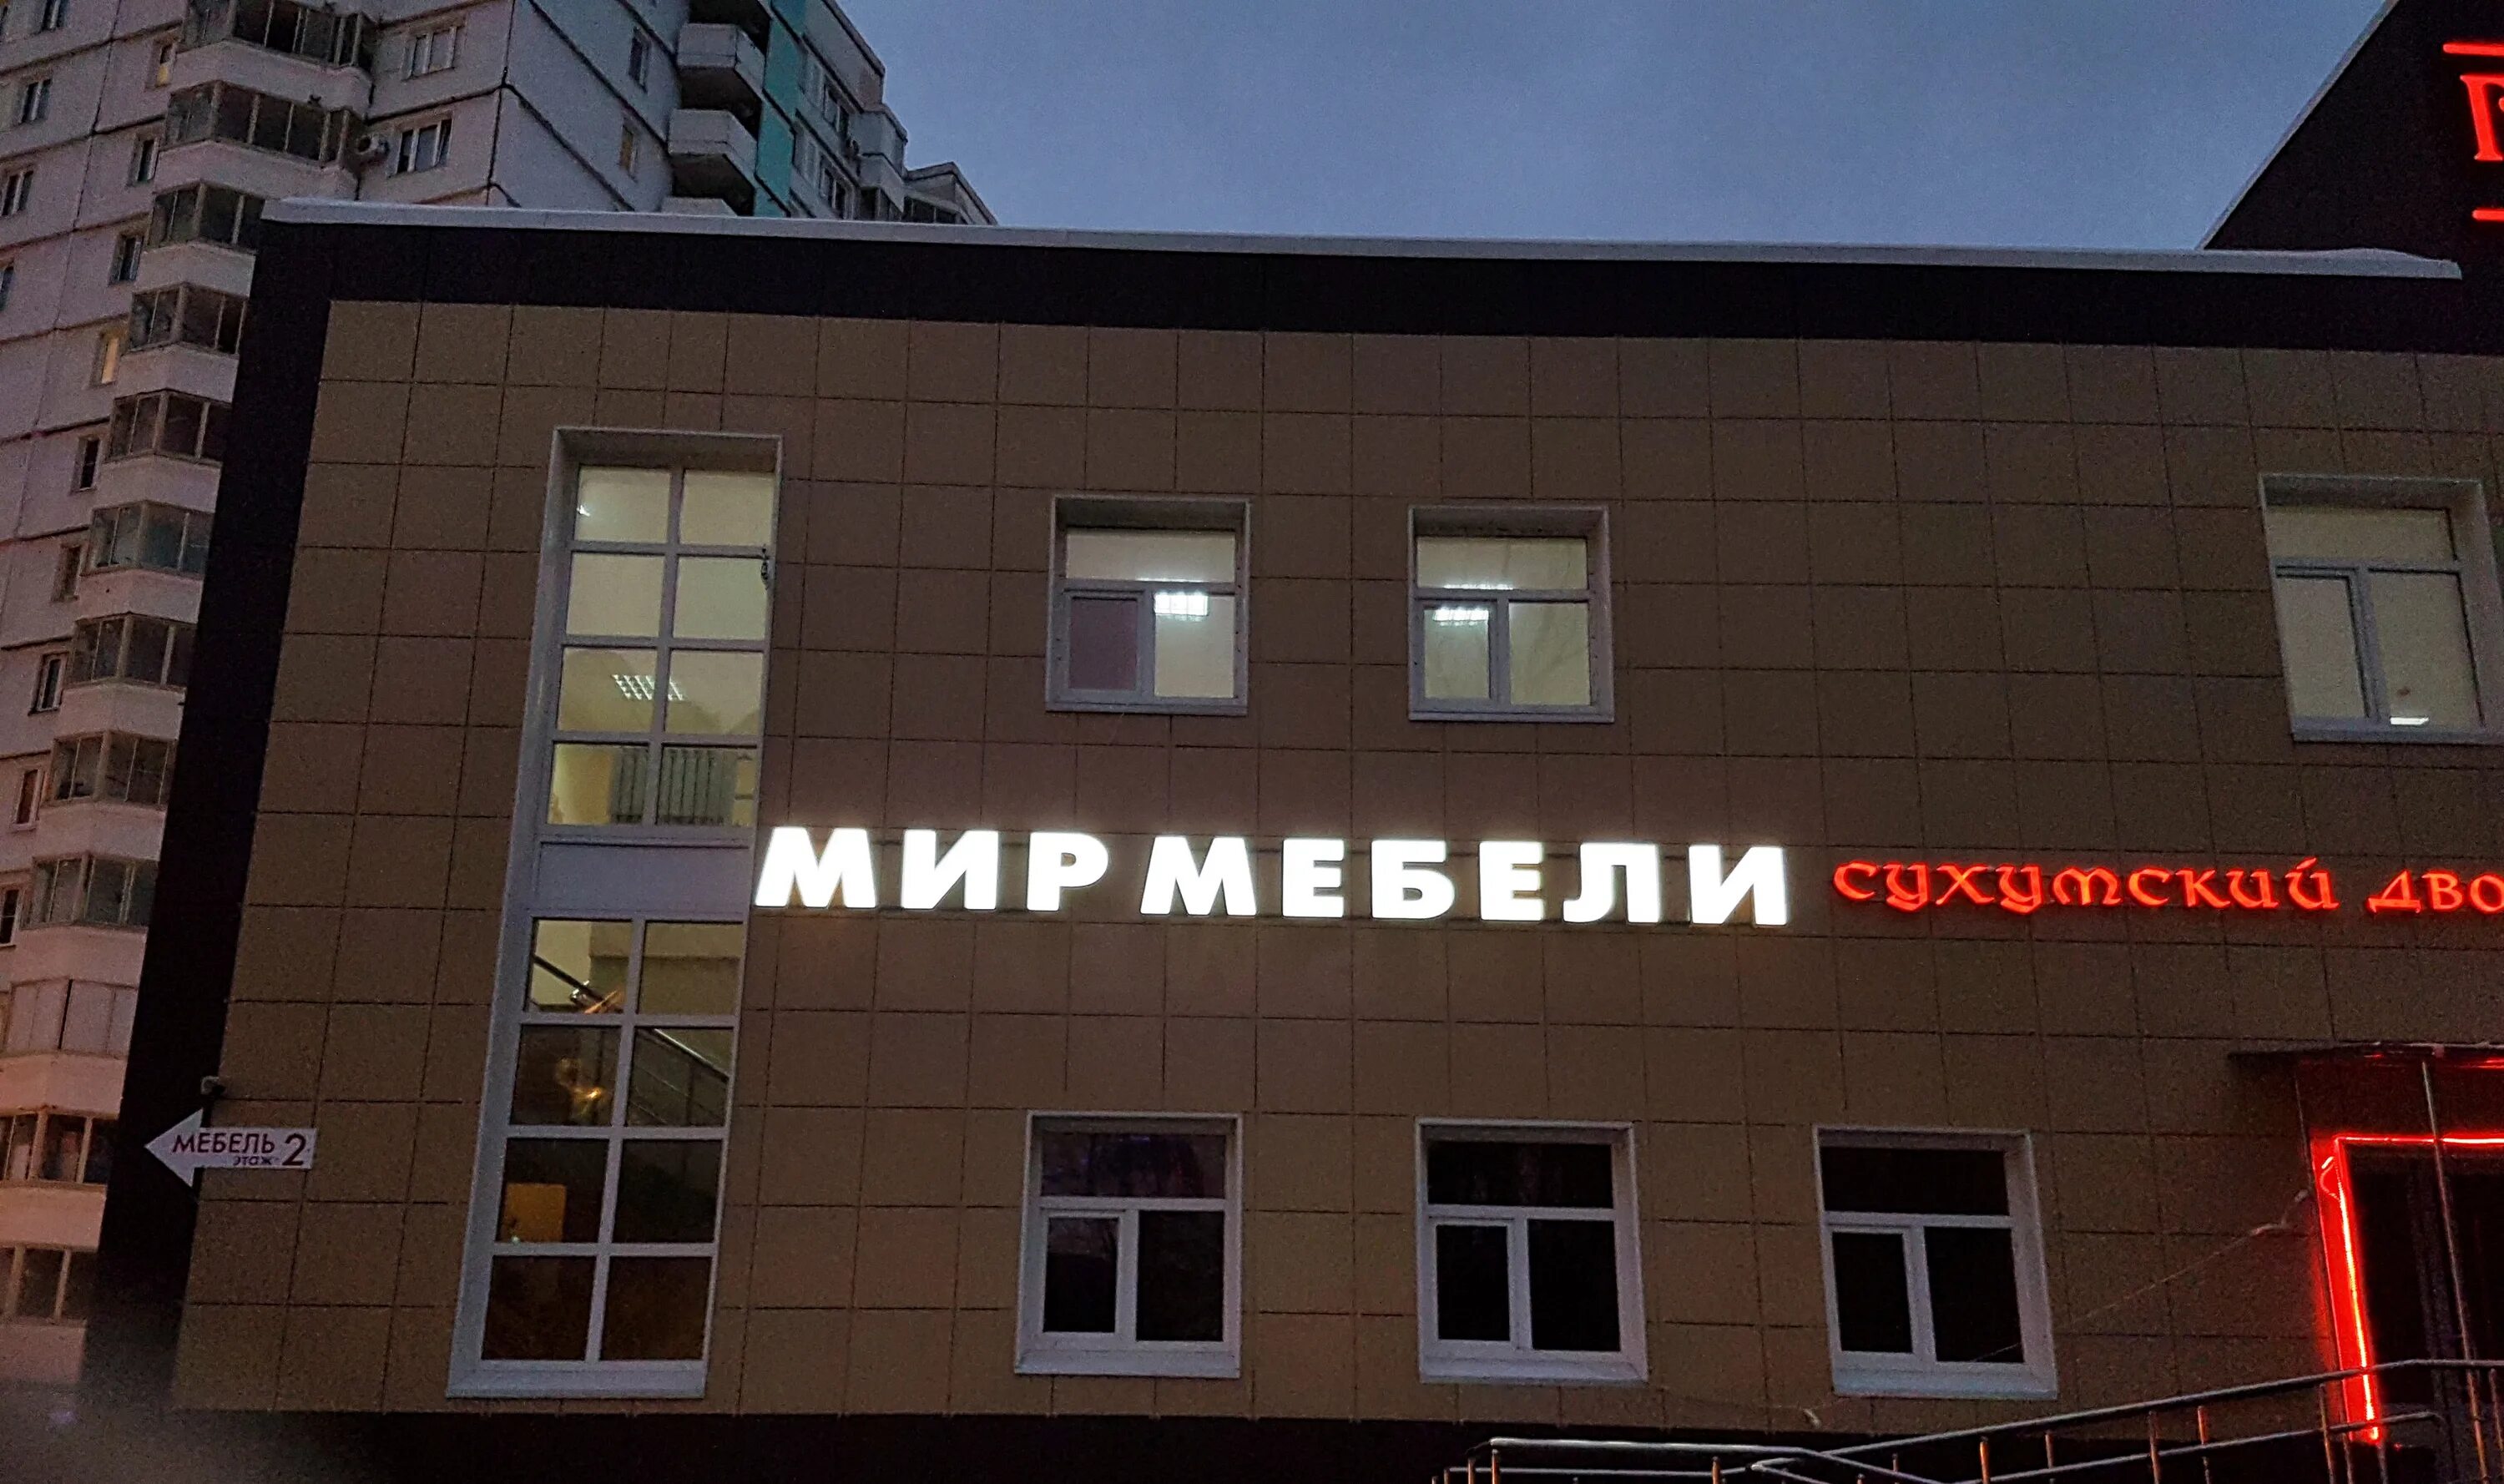 МИР МЕБЕЛИ
СУХУМСКИЙ
МЕБЕЛЬ 2
этаж